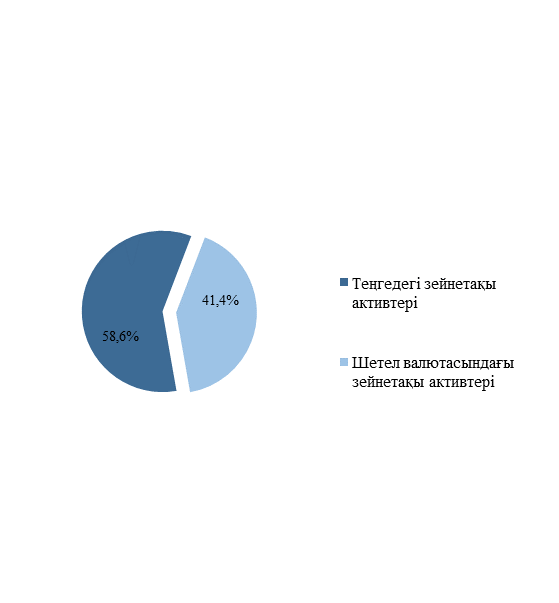 41,4%
58,6%
Теңгедегі зейнетақы
активтері
Шетел валютасындағы
зейнетақы активтері